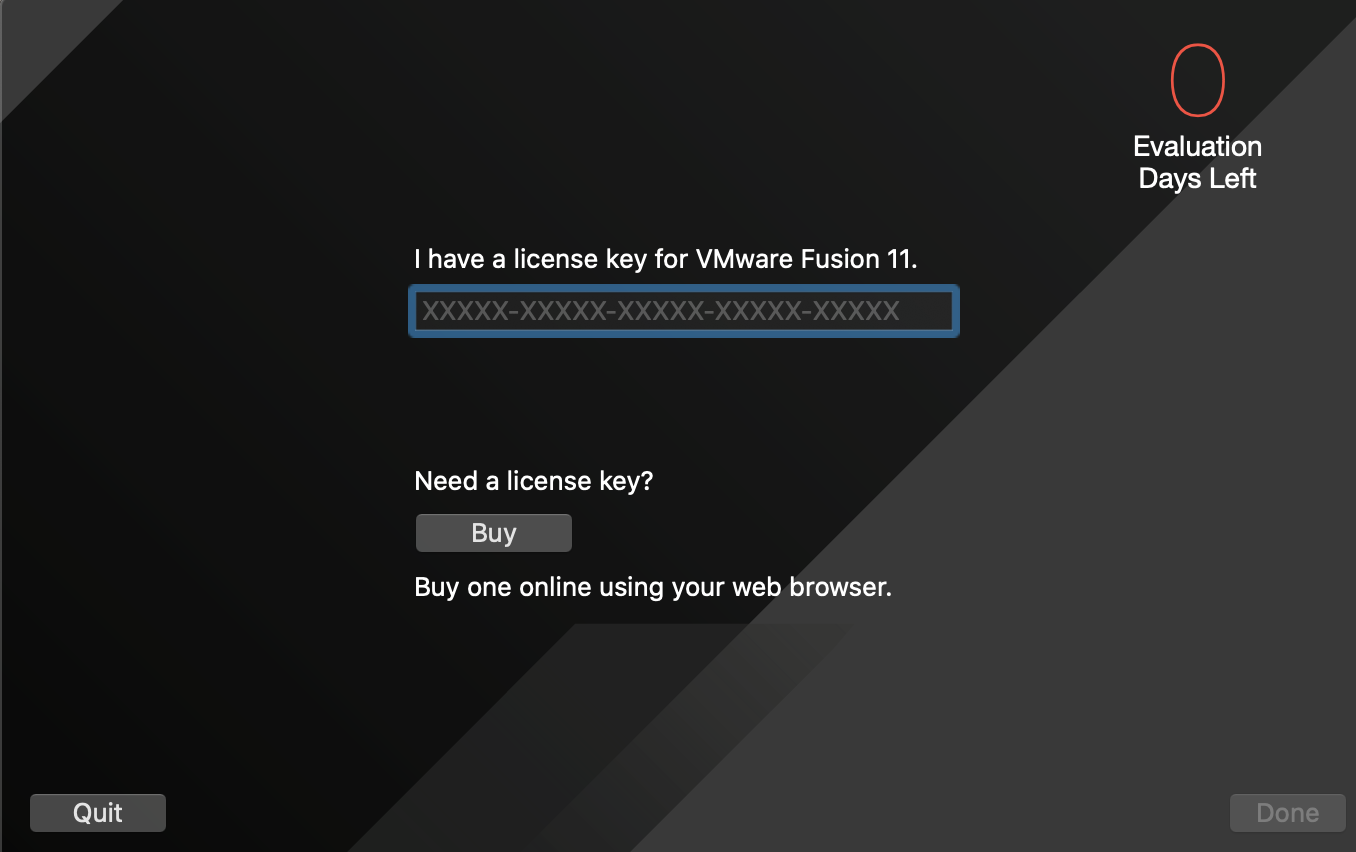 0
Evaluation
Days Left
I have a license key for VMware Fusion 11.
XXXXX-XXXXX-XXXXX-XXXXX-XXXXX
Need a license key?
Buy
Buy one online using your web browser.
Quit
Done